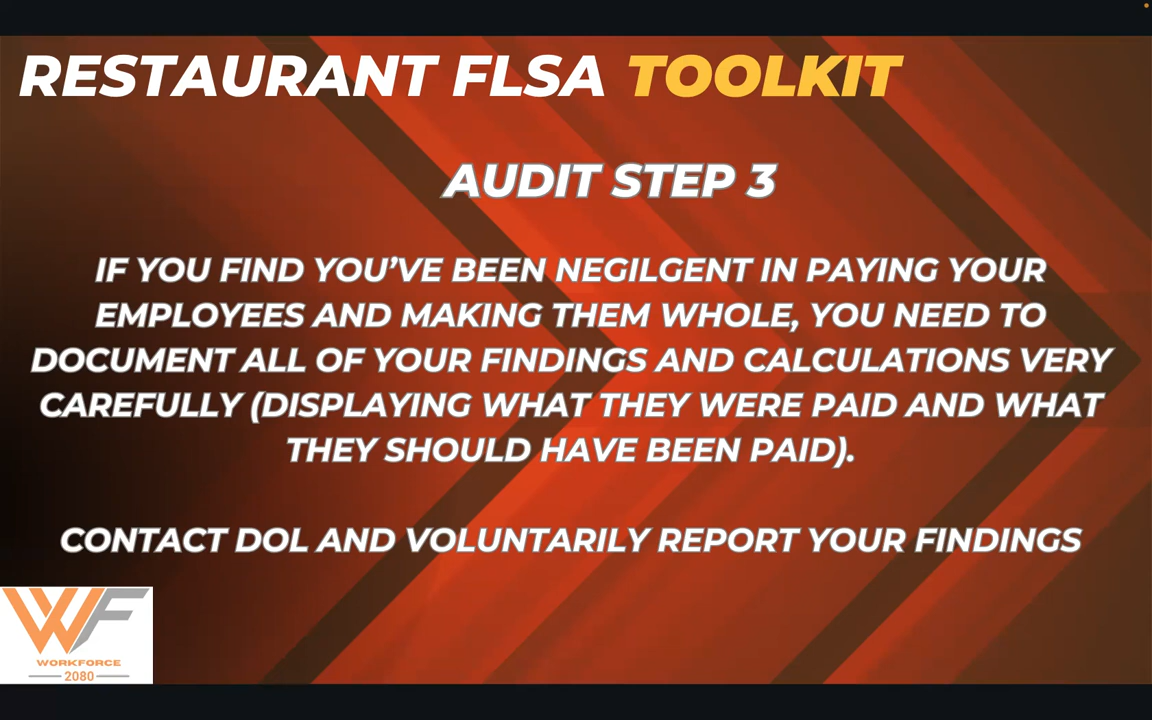 RESTAURANT FLSA TOOLKIT
AUDIT STEP 3
IF YOU FIND YOU'VE BEEN NEGILGENT IN PAYING YOUR
EMPLOYEES AND MAKING THEM WHOLE, YOU NEED TO
DOCUMENT ALL OF YOUR FINDINGS AND CALCULATIONS VERY
CAREFULLY (DISPLAYING WHAT THEY WERE PAID AND WHAT
THEY SHOULD HAVE BEEN PAID).
CONTACT DOL AND VOLUNTARILY REPORT YOUR FINDINGS
WF
WORKFORCE
2080